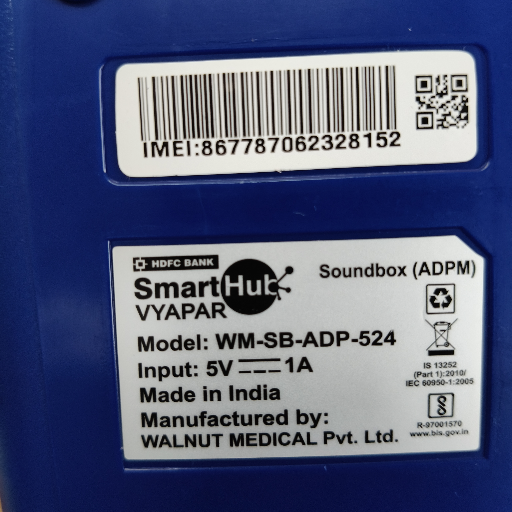 IMEI:867787062328152
HDFC BANK
SmartHub
VYAPAR
Soundbox (ADPM)
Model: WM-SB-ADP-524
Input: 5V 1A
Made in India
Manufactured by:
WALNUT MEDICAL Pvt. Ltd.
IS 13252
(Part 1):2010/
IEC 60950-1:2005
R-97001570
www.bis.gov.in